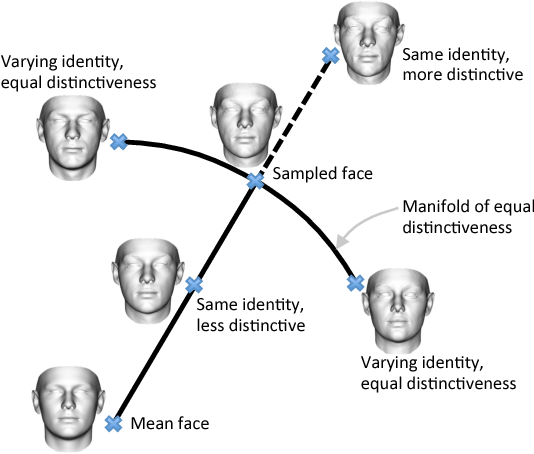 Varying identity,
equal distinctiveness
Same identity,
more distinctive
Sampled face
Manifold of equal
distinctiveness
Same identity,
less distinctive
Varying identity,
equal distinctiveness
Mean face